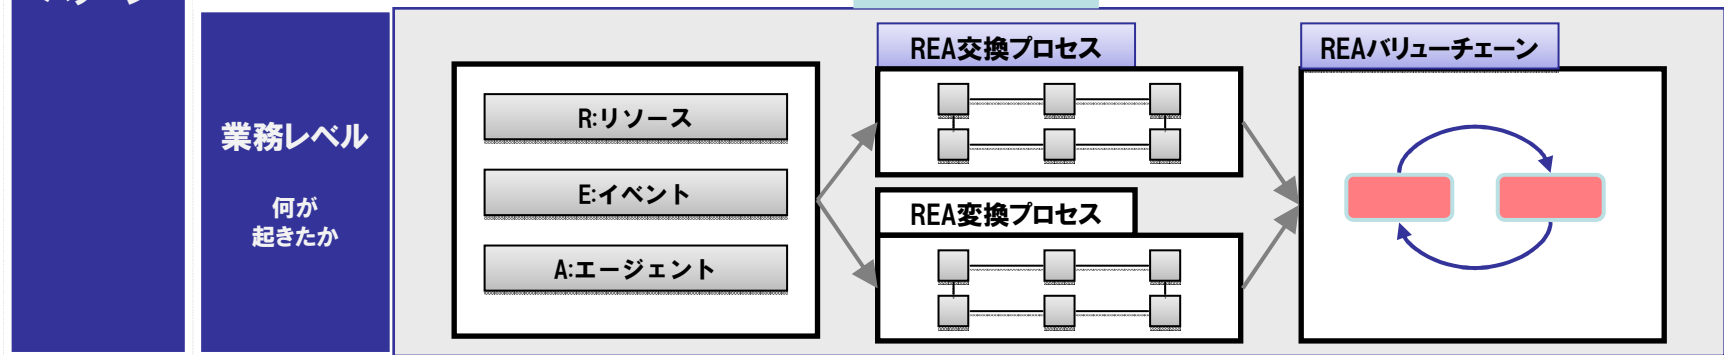 業務レベル
何が
起きたか
R:リソース
E:イベント
A:エージェント
REA交換プロセス
REA変換プロセス
REAバリューチェーン